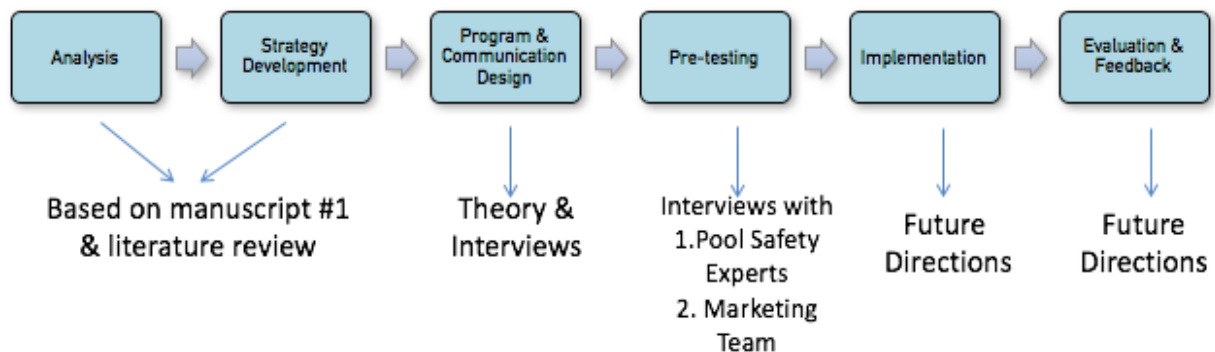 Analysis
Strategy
Development
Program &
Communication
Design
Pre-testing
Implementation
Evaluation &
Feedback
Based on manuscript #1
& literature review
Theory &
Interviews
Interviews with
1.Pool Safety
Experts
2. Marketing
Team
Future
Directions
Future
Directions